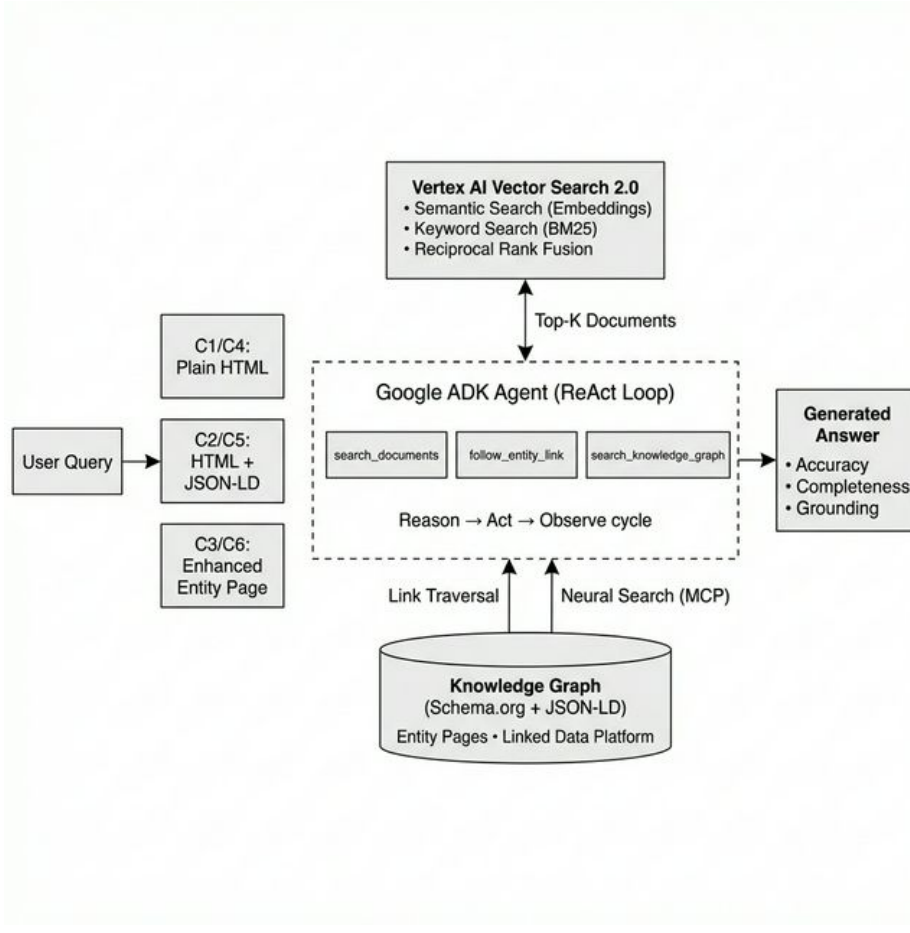 Vertex AI Vector Search 2.0
• Semantic Search (Embeddings)
• Keyword Search (BM25)
• Reciprocal Rank Fusion
Top-K Documents
C1/C4:
Plain HTML
User Query
C2/C5:
HTML +
JSON-LD
C3/C6:
Enhanced
Entity Page
Google ADK Agent (ReAct Loop)
search_documents
follow_entity_link
search_knowledge_graph
Reason → Act → Observe cycle
Generated
Answer
• Accuracy
• Completeness
• Grounding
Link Traversal
Neural Search (MCP)
Knowledge Graph
(Schema.org + JSON-LD)
Entity Pages • Linked Data Platform